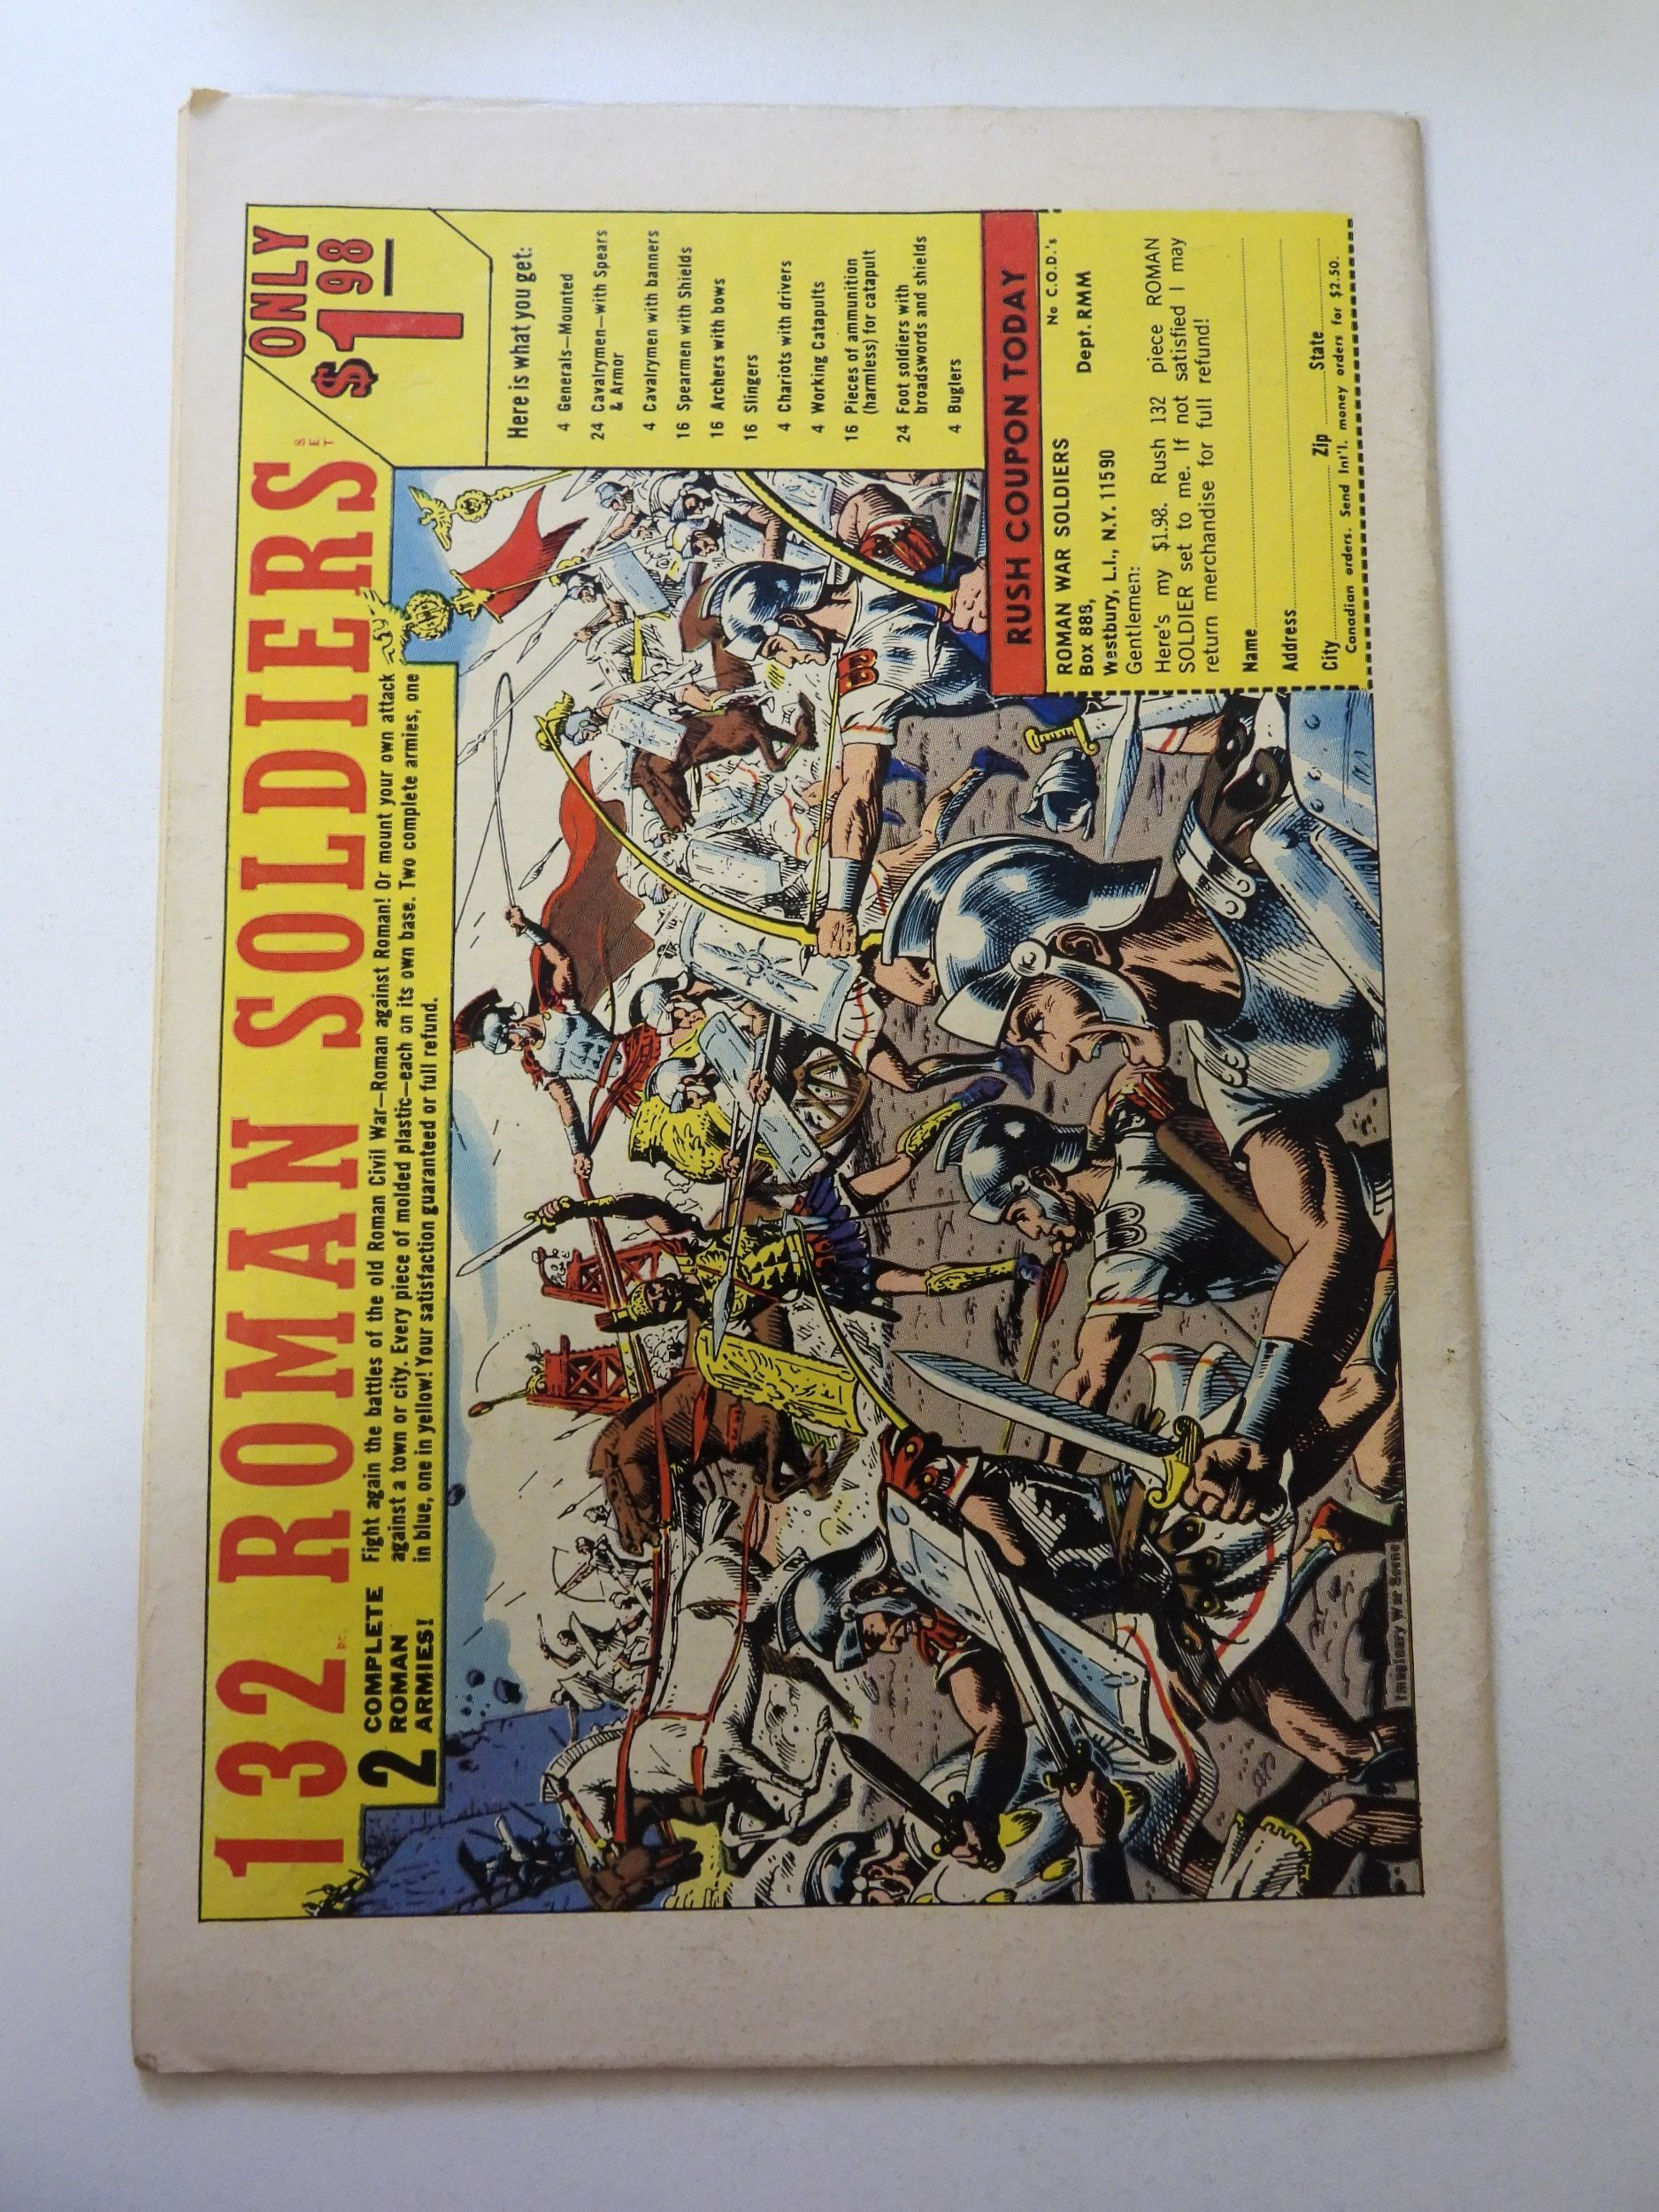 132 PC. ROMAN SOLDIERS SET
ONLY
$1.98
2 COMPLETE
ROMAN
ARMIES!
Fight again the battles of the old Roman Civil War—Roman against Roman! Or mount your own attack
against a town or city. Every piece of molded plastic—each on its own base. Two complete armies, one
in blue, one in yellow! Your satisfaction guaranteed or full refund.
Here is what you get:
4 Generals—Mounted
24 Cavalrymen—with Spears
& Armor
4 Cavalrymen with banners
16 Spearmen with Shields
16 Archers with bows
16 Slingers
4 Chariots with drivers
4 Working Catapults
16 Pieces of ammunition
(harmless) for catapult
24 Foot soldiers with
broadswords and shields
4 Buglers
RUSH COUPON TODAY
No C.O.D.'s
ROMAN WAR SOLDIERS
Box 888, Dept. RMM
Westbury, L.I., N.Y. 11590
Gentlemen:
Here's my $1.98. Rush 132 piece ROMAN
SOLDIER set to me. If not satisfied I may
return merchandise for full refund!
Name
Address
City Zip State
Canadian orders. Send Int'l. money orders for $2.50.
Imaginary War Scene